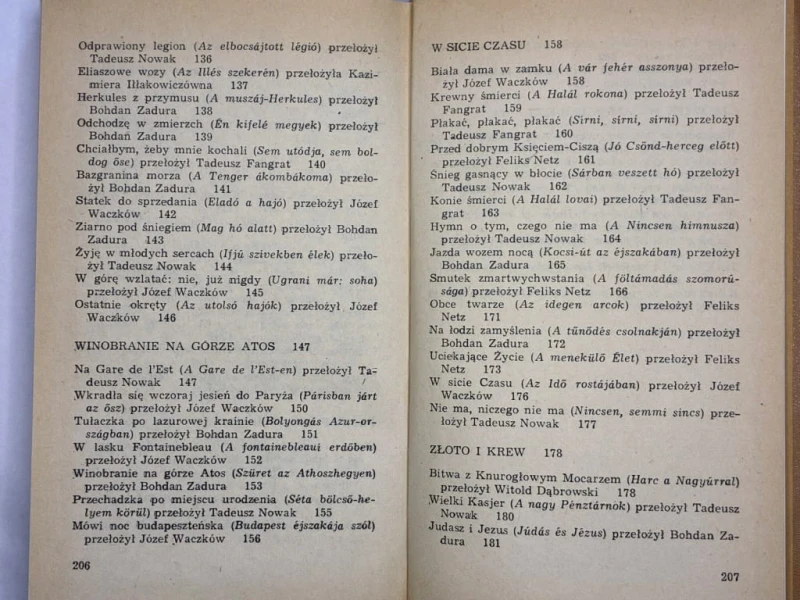 Odprawiony legion (Az elbocsájtott légió) przełożył
Tadeusz Nowak 136
Eliaszowe wozy (Az Illés szekerén) przełożyła Kazi-
miera Iłłakowiczówna 137
Herkules z przymusu (A muszáj-Herkules) przełożył
Bohdan Zadura 138
Odchodzę w zmierzch (Én kifelé megyek) przełożył
Bohdan Zadura 139
Chciałbym, żeby mnie kochali (Sem utódja, sem bol-
dog őse) przełożył Tadeusz Fangrat 140
Bazgranina morza (A Tenger ákombákoma) przeło-
żył Bohdan Zadura 141
Statek do sprzedania (Eladó a hajó) przełożył Józef
Waczków 142
Ziarno pod śniegiem (Mag hó alatt) przełożył Bohdan
Zadura 143
Żyję w młodych sercach (Ifjú szivekben élek) przeło-
żył Tadeusz Nowak 144
W górę wzlatać: nie, już nigdy (Ugrani már: soha)
przełożył Józef Waczków 145
Ostatnie okręty (Az utolsó hajók) przełożył Józef
Waczków 146
WINOBRANIE NA GÓRZE ATOS 147
Na Gare de l'Est (A Gare de l'Est-en) przełożył Ta-
deusz Nowak 147
Wkradła się wczoraj jesień do Paryża (Párisban járt
az ősz) przełożył Józef Waczków 150
Tułaczka po lazurowej krainie (Bolyongás Azur-or-
szágban) przełożył Bohdan Zadura 151
W lasku Fontainebleau (A fontainebleaui erdőben)
przełożył Józef Waczków 152
Winobranie na górze Atos (Szüret az Athoszhegyen)
przełożył Bohdan Zadura 153
Przechadzka po miejscu urodzenia (Séta bölcső-he-
lyem körül) przełożył Tadeusz Nowak 155
Mówi noc budapeszteńska (Budapest éjszakája szól)
przełożył Józef Waczków 156
206
W SICIE CZASU 158
Biała dama w zamku (A vár fehér asszonya) przeło-
żył Józef Waczków 158
Krewny śmierci (A Halál rokona) przełożył Tadeusz
Fangrat 159
Płakać, płakać, płakać (Sírni, sírni, sírni) przełożył
Tadeusz Fangrat 160
Przed dobrym Księciem-Ciszą (Jó Csönd-herceg előtt)
przełożył Feliks Netz 161
Śnieg gasnący w błocie (Sárban veszett hó) przełożył
Tadeusz Nowak 162
Konie śmierci (A Halál lovai) przełożył Tadeusz Fan-
grat 163
Hymn o tym, czego nie ma (A Nincsen himnusza)
przełożył Tadeusz Nowak 164
Jazda wozem nocą (Kocsi-út az éjszakában) przełożył
Bohdan Zadura 165
Smutek zmartwychwstania (A föltámadás szomorú-
sága) przełożył Feliks Netz 166
Obce twarze (Az idegen arcok) przełożył Feliks
Netz 171
Na łodzi zamyślenia (A tűnődés csolnakján) przełożył
Bohdan Zadura 172
Uciekające Życie (A menekülő Élet) przełożył Feliks
Netz 173
W sicie Czasu (Az Idő rostájában) przełożył Józef
Waczków 176
Nie ma, niczego nie ma (Nincsen, semmi sincs) prze-
łożył Tadeusz Nowak 177
ZŁOTO I KREW 178
Bitwa z Knurogłowym Mocarzem (Harc a Nagyúrral)
przełożył Witold Dąbrowski 178
Wielki Kasjer (A nagy Pénztárnok) przełożył Tadeusz
Nowak 180
Judasz i Jezus (Júdás és Jézus) przełożył Bohdan Za-
dura 181
207